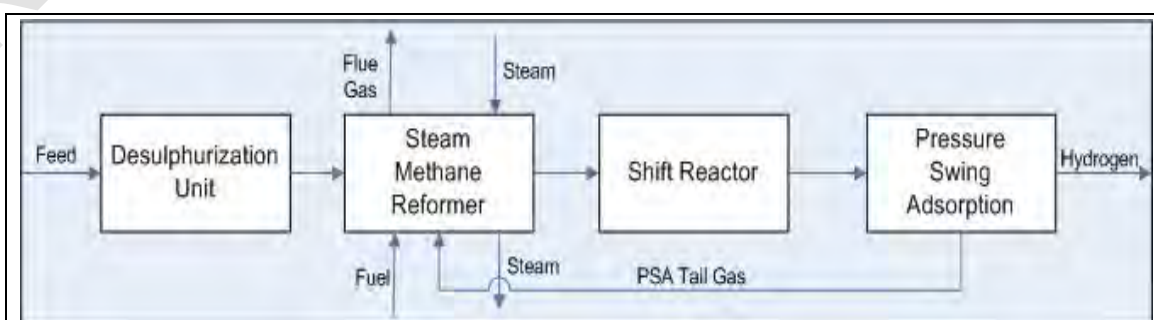 Flue
Gas
Steam
Feed
Desulphurization
Unit
Steam
Methane
Reformer
Shift Reactor
Pressure
Swing
Adsorption
Hydrogen
Fuel
Steam
PSA Tail Gas